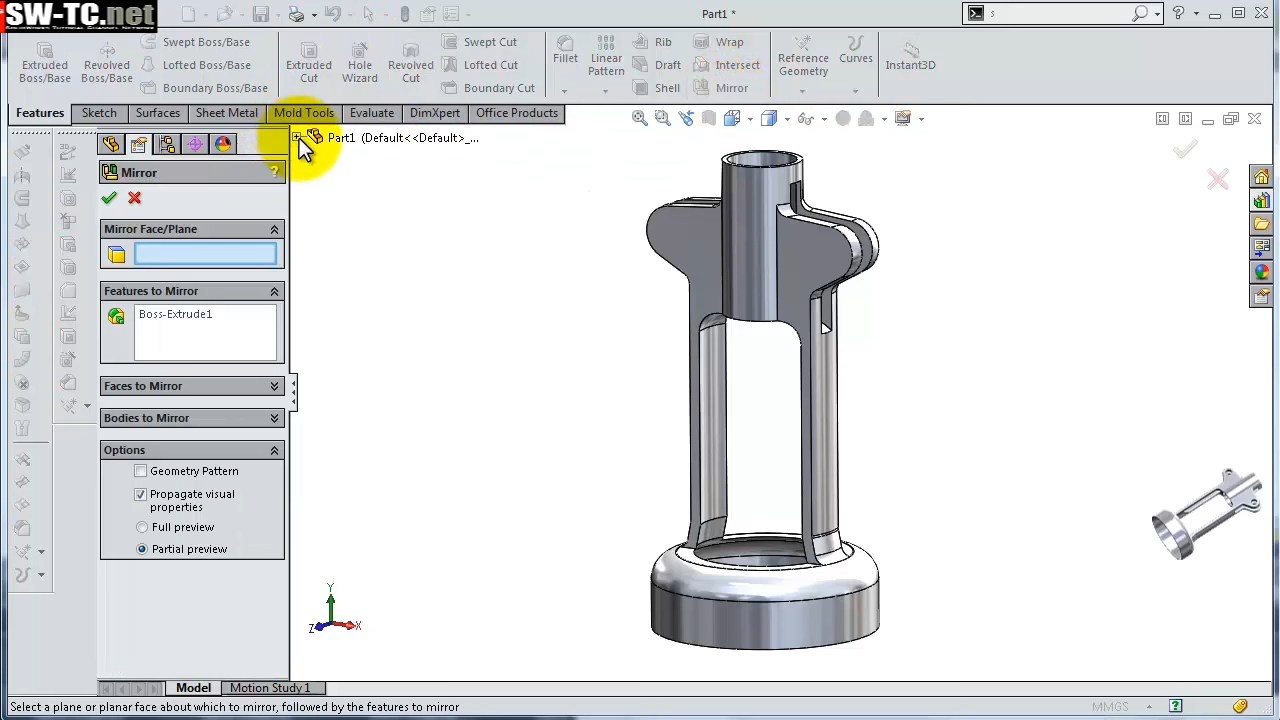 SW-TC.net
SOLIDWORKS TUTORIAL CHANNEL
Part1 *
s
Extruded
Boss/Base
Revolved
Boss/Base
Swept Boss/Base
Lofted Boss/Base
Boundary Boss/Base
Extruded
Cut
Hole
Wizard
Revolved
Cut
Swept Cut
Lofted Cut
Boundary Cut
Fillet
Linear
Pattern
Rib
Draft
Shell
Wrap
Intersect
Mirror
Reference
Geometry
Curves
Instant3D
Features
Sketch
Surfaces
Sheet Metal
Mold Tools
Evaluate
DimXpert
Office Products
Part1 (Default<<Default>_...
Mirror
?
Mirror Face/Plane
Features to Mirror
Boss-Extrude1
Faces to Mirror
Bodies to Mirror
Options
Geometry Pattern
Propagate visual
properties
Full preview
Partial preview
Y
Z
X
Model
Motion Study 1
Select a plane or planar face about which to mirror, followed by the features to mirror
MMGS
?